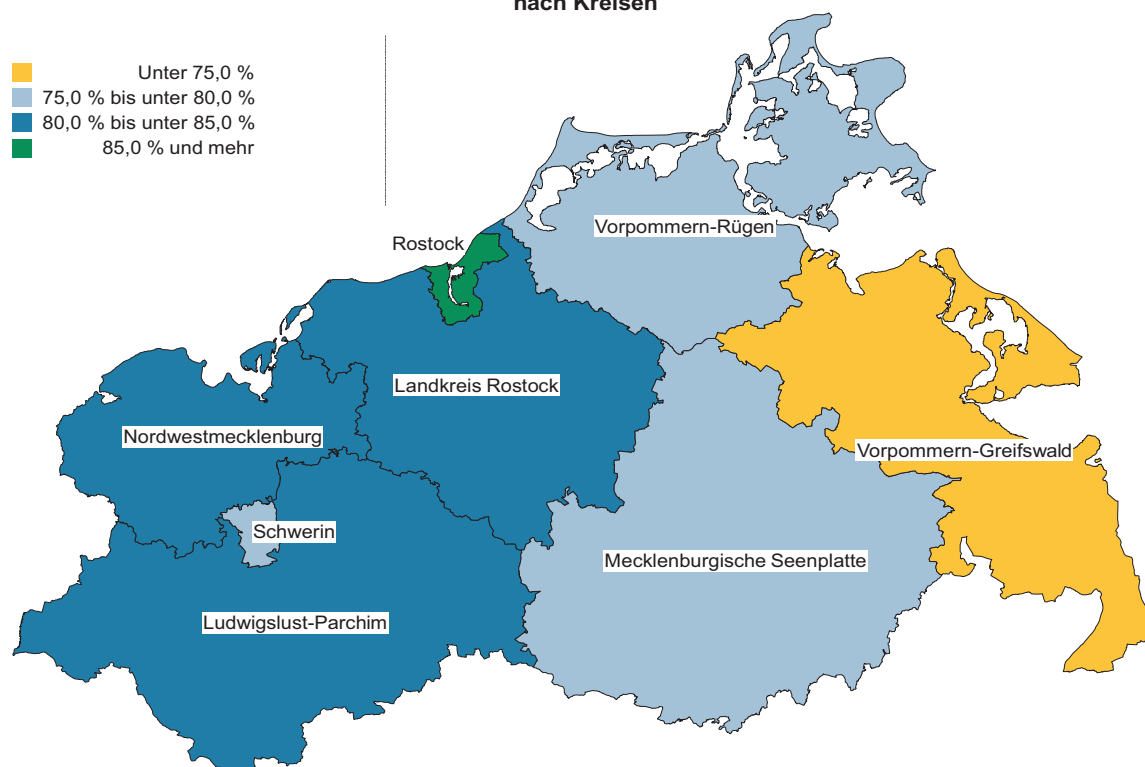 nach Kreisen
Unter 75,0 %
75,0 % bis unter 80,0 %
80,0 % bis unter 85,0 %
85,0 % und mehr
Vorpommern-Rügen
Rostock
Landkreis Rostock
Nordwestmecklenburg
Vorpommern-Greifswald
Schwerin
Mecklenburgische Seenplatte
Ludwigslust-Parchim